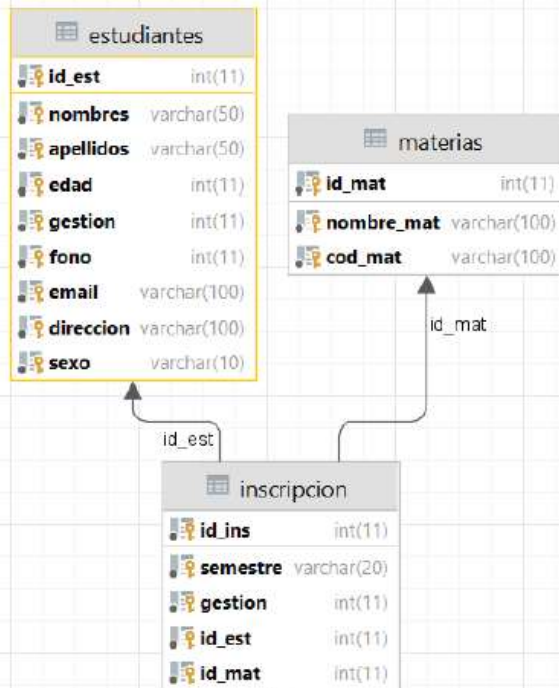 estudiantes
id_est int(11)
nombres varchar(50)
apellidos varchar(50)
edad int(11)
gestion int(11)
fono int(11)
email varchar(100)
direccion varchar(100)
sexo varchar(10)
materias
id_mat int(11)
nombre_mat varchar(100)
cod_mat varchar(100)
id_mat
id_est
inscripcion
id_ins int(11)
semestre varchar(20)
gestion int(11)
id_est int(11)
id_mat int(11)